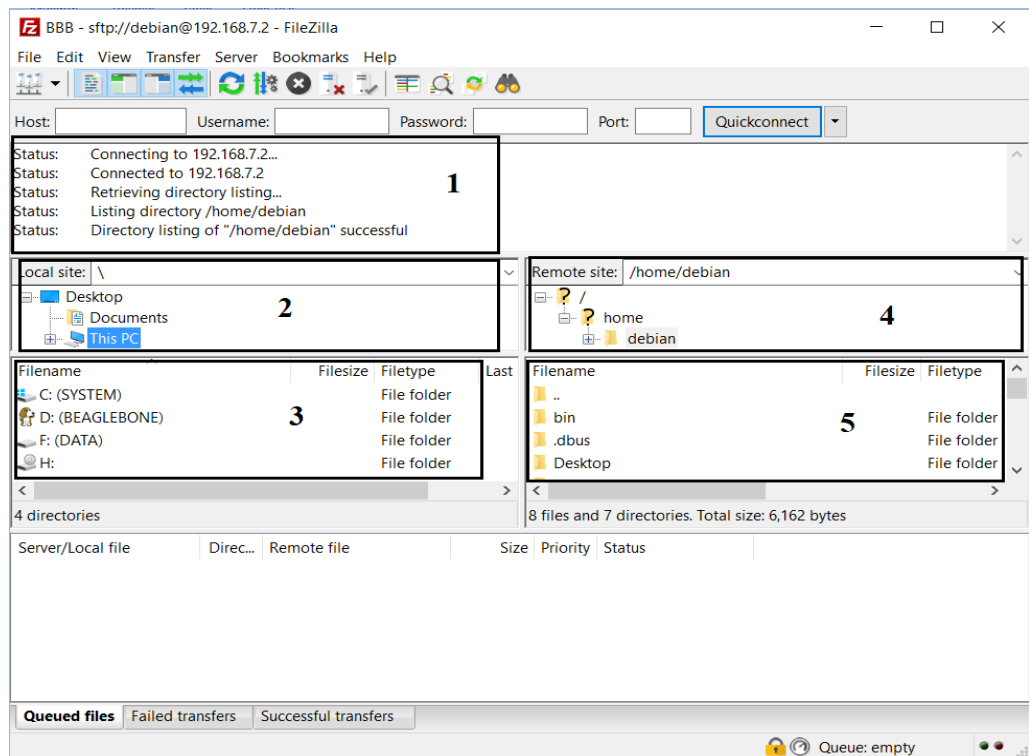 BBB - sftp://debian@192.168.7.2 - FileZilla
File Edit View Transfer Server Bookmarks Help
Host: Username: Password: Port: Quickconnect
Status: Connecting to 192.168.7.2...
Status: Connected to 192.168.7.2
Status: Retrieving directory listing...
Status: Listing directory /home/debian
Status: Directory listing of "/home/debian" successful
1
Local site: \
Desktop
Documents
This PC
2
Remote site: /home/debian
/
home
debian
4
Filename Filesize Filetype Last
C: (SYSTEM) File folder
D: (BEAGLEBONE) File folder
F: (DATA) File folder
H: File folder
3
4 directories
Filename Filesize Filetype
..
bin File folder
.dbus File folder
Desktop File folder
5
8 files and 7 directories. Total size: 6,162 bytes
Server/Local file Direc... Remote file Size Priority Status
Queued files Failed transfers Successful transfers
Queue: empty